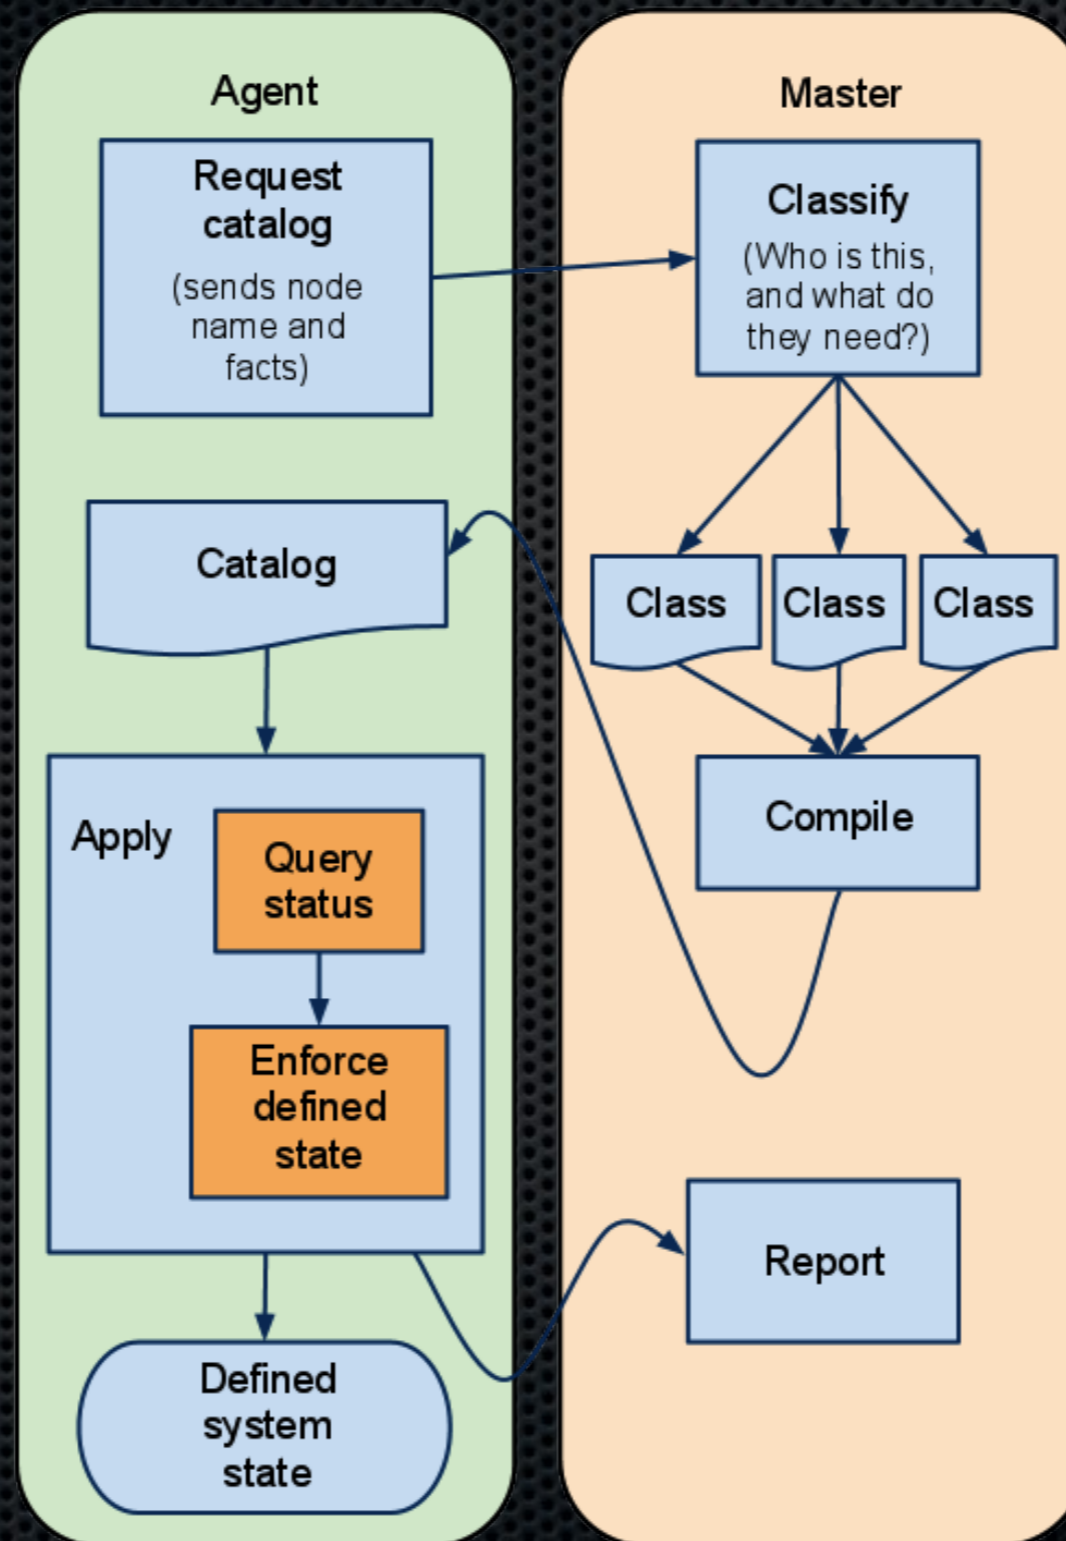 Agent
Request
catalog
(sends node
name and
facts)
Catalog
Apply
Query
status
Enforce
defined
state
Defined
system
state
Master
Classify
(Who is this,
and what do
they need?)
Class
Class
Class
Compile
Report